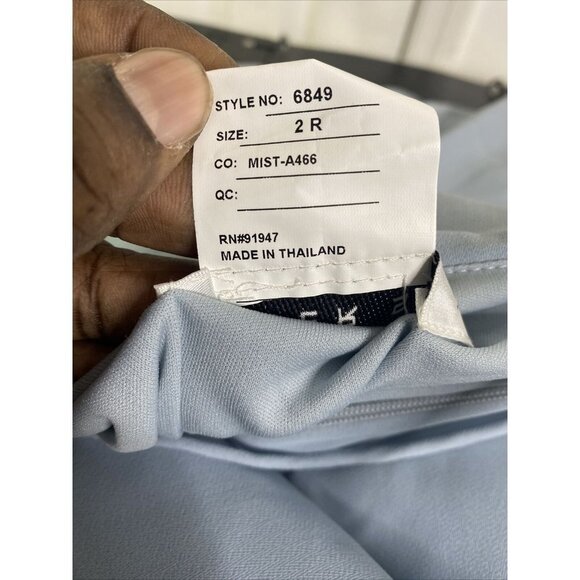 STYLE NO: 6849
SIZE: 2 R
CO: MIST-A466
QC:
RN#91947
MADE IN THAILAND